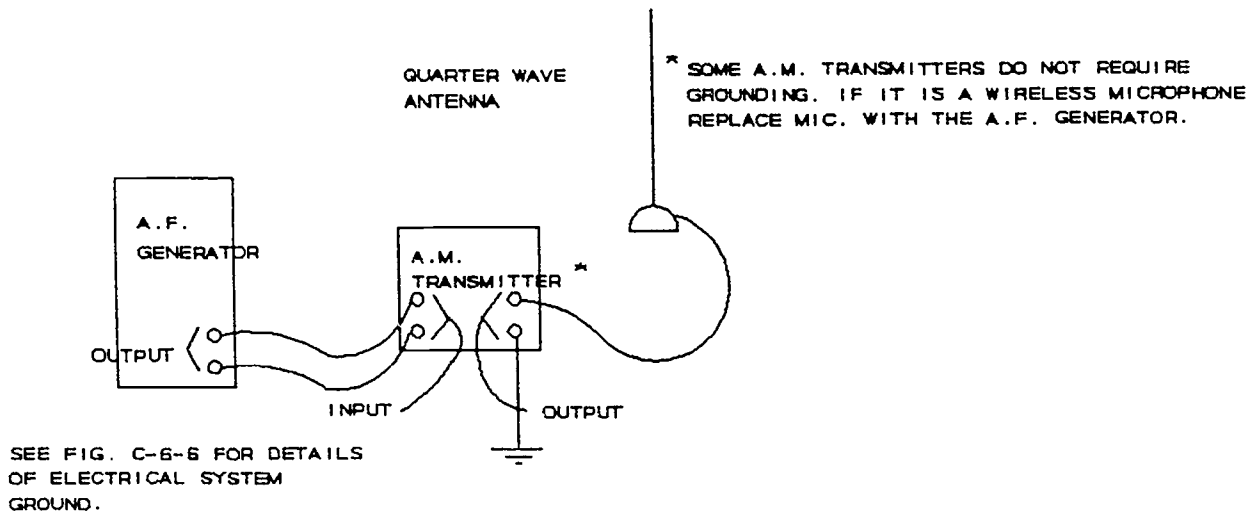 QUARTER WAVE
ANTENNA
* SOME A.M. TRANSMITTERS DO NOT REQUIRE
GROUNDING. IF IT IS A WIRELESS MICROPHONE
REPLACE MIC. WITH THE A.F. GENERATOR.
A.F.
GENERATOR
A.M.
TRANSMITTER *
OUTPUT
INPUT
OUTPUT
SEE FIG. C-6-6 FOR DETAILS
OF ELECTRICAL SYSTEM
GROUND.